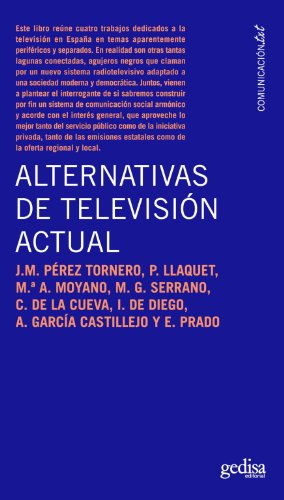 Este libro reúne cuatro trabajos dedicados a la
televisión en España en temas aparentemente
periféricos y separados. En realidad son otras tantas
lagunas conectadas, agujeros negros que claman
por un nuevo sistema radiotelevisivo adaptado a
una sociedad moderna y democrática. Juntos, vienen
a plantear el interrogante de si sabremos construir
por fin un sistema de comunicación social armónico
y acorde con el interés general, que aproveche lo
mejor tanto del servicio público como de la iniciativa
privada, tanto de las emisiones estatales como de
la oferta regional y local.
COMUNICACIÓN txt
ALTERNATIVAS
DE TELEVISIÓN
ACTUAL
J.M. PÉREZ TORNERO, P. LLAQUET,
M.ª A. MOYANO, M. G. SERRANO,
C. DE LA CUEVA, I. DE DIEGO,
A. GARCÍA CASTILLEJO Y E. PRADO
gedisa
editorial